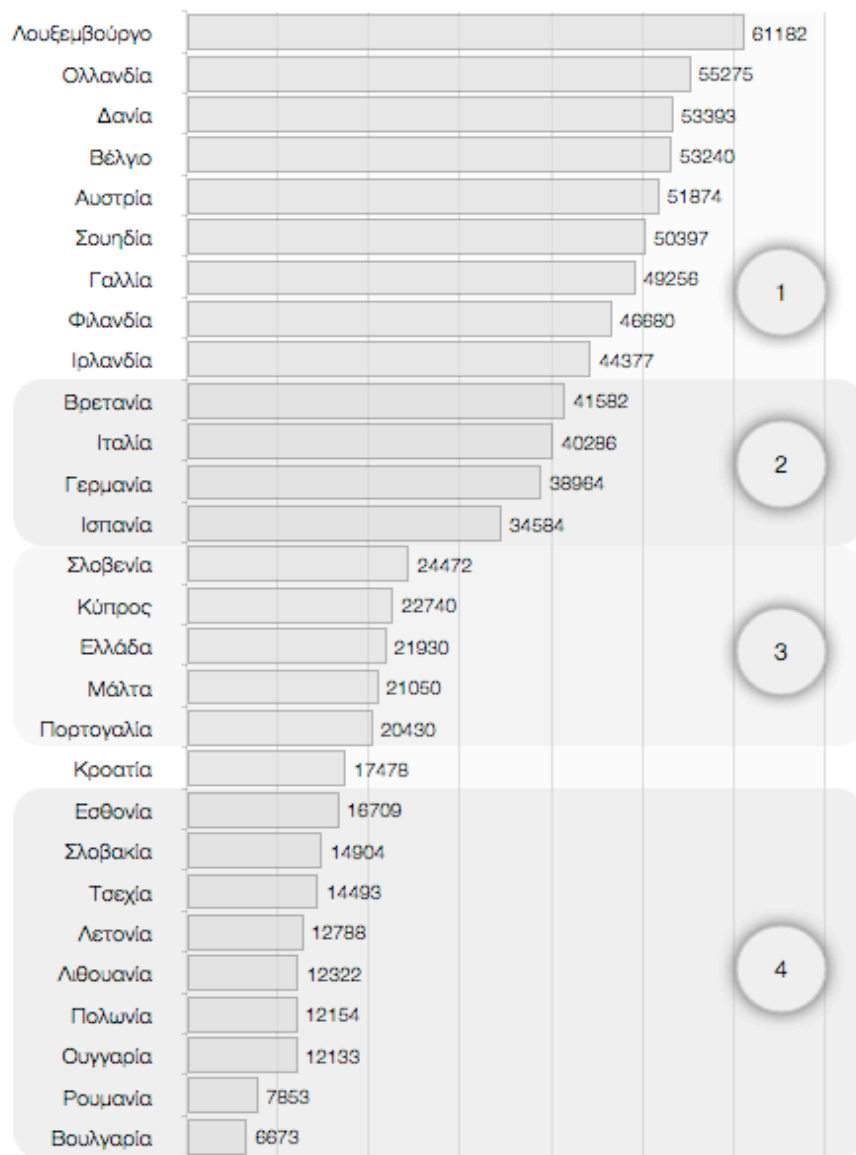 Λουξεμβούργο 61182
Ολλανδία 55275
Δανία 53393
Βέλγιο 53240
Αυστρία 51874
Σουηδία 50397
Γαλλία 49256
1
Φιλανδία 46680
Ιρλανδία 44377
Βρετανία 41582
Ιταλία 40286
2
Γερμανία 38964
Ισπανία 34584
Σλοβενία 24472
Κύπρος 22740
Ελλάδα 21930
3
Μάλτα 21050
Πορτογαλία 20430
Κροατία 17478
Εσθονία 16709
Σλοβακία 14904
Τσεχία 14493
Λετονία 12788
Λιθουανία 12322
4
Πολωνία 12154
Ουγγαρία 12133
Ρουμανία 7853
Βουλγαρία 6673